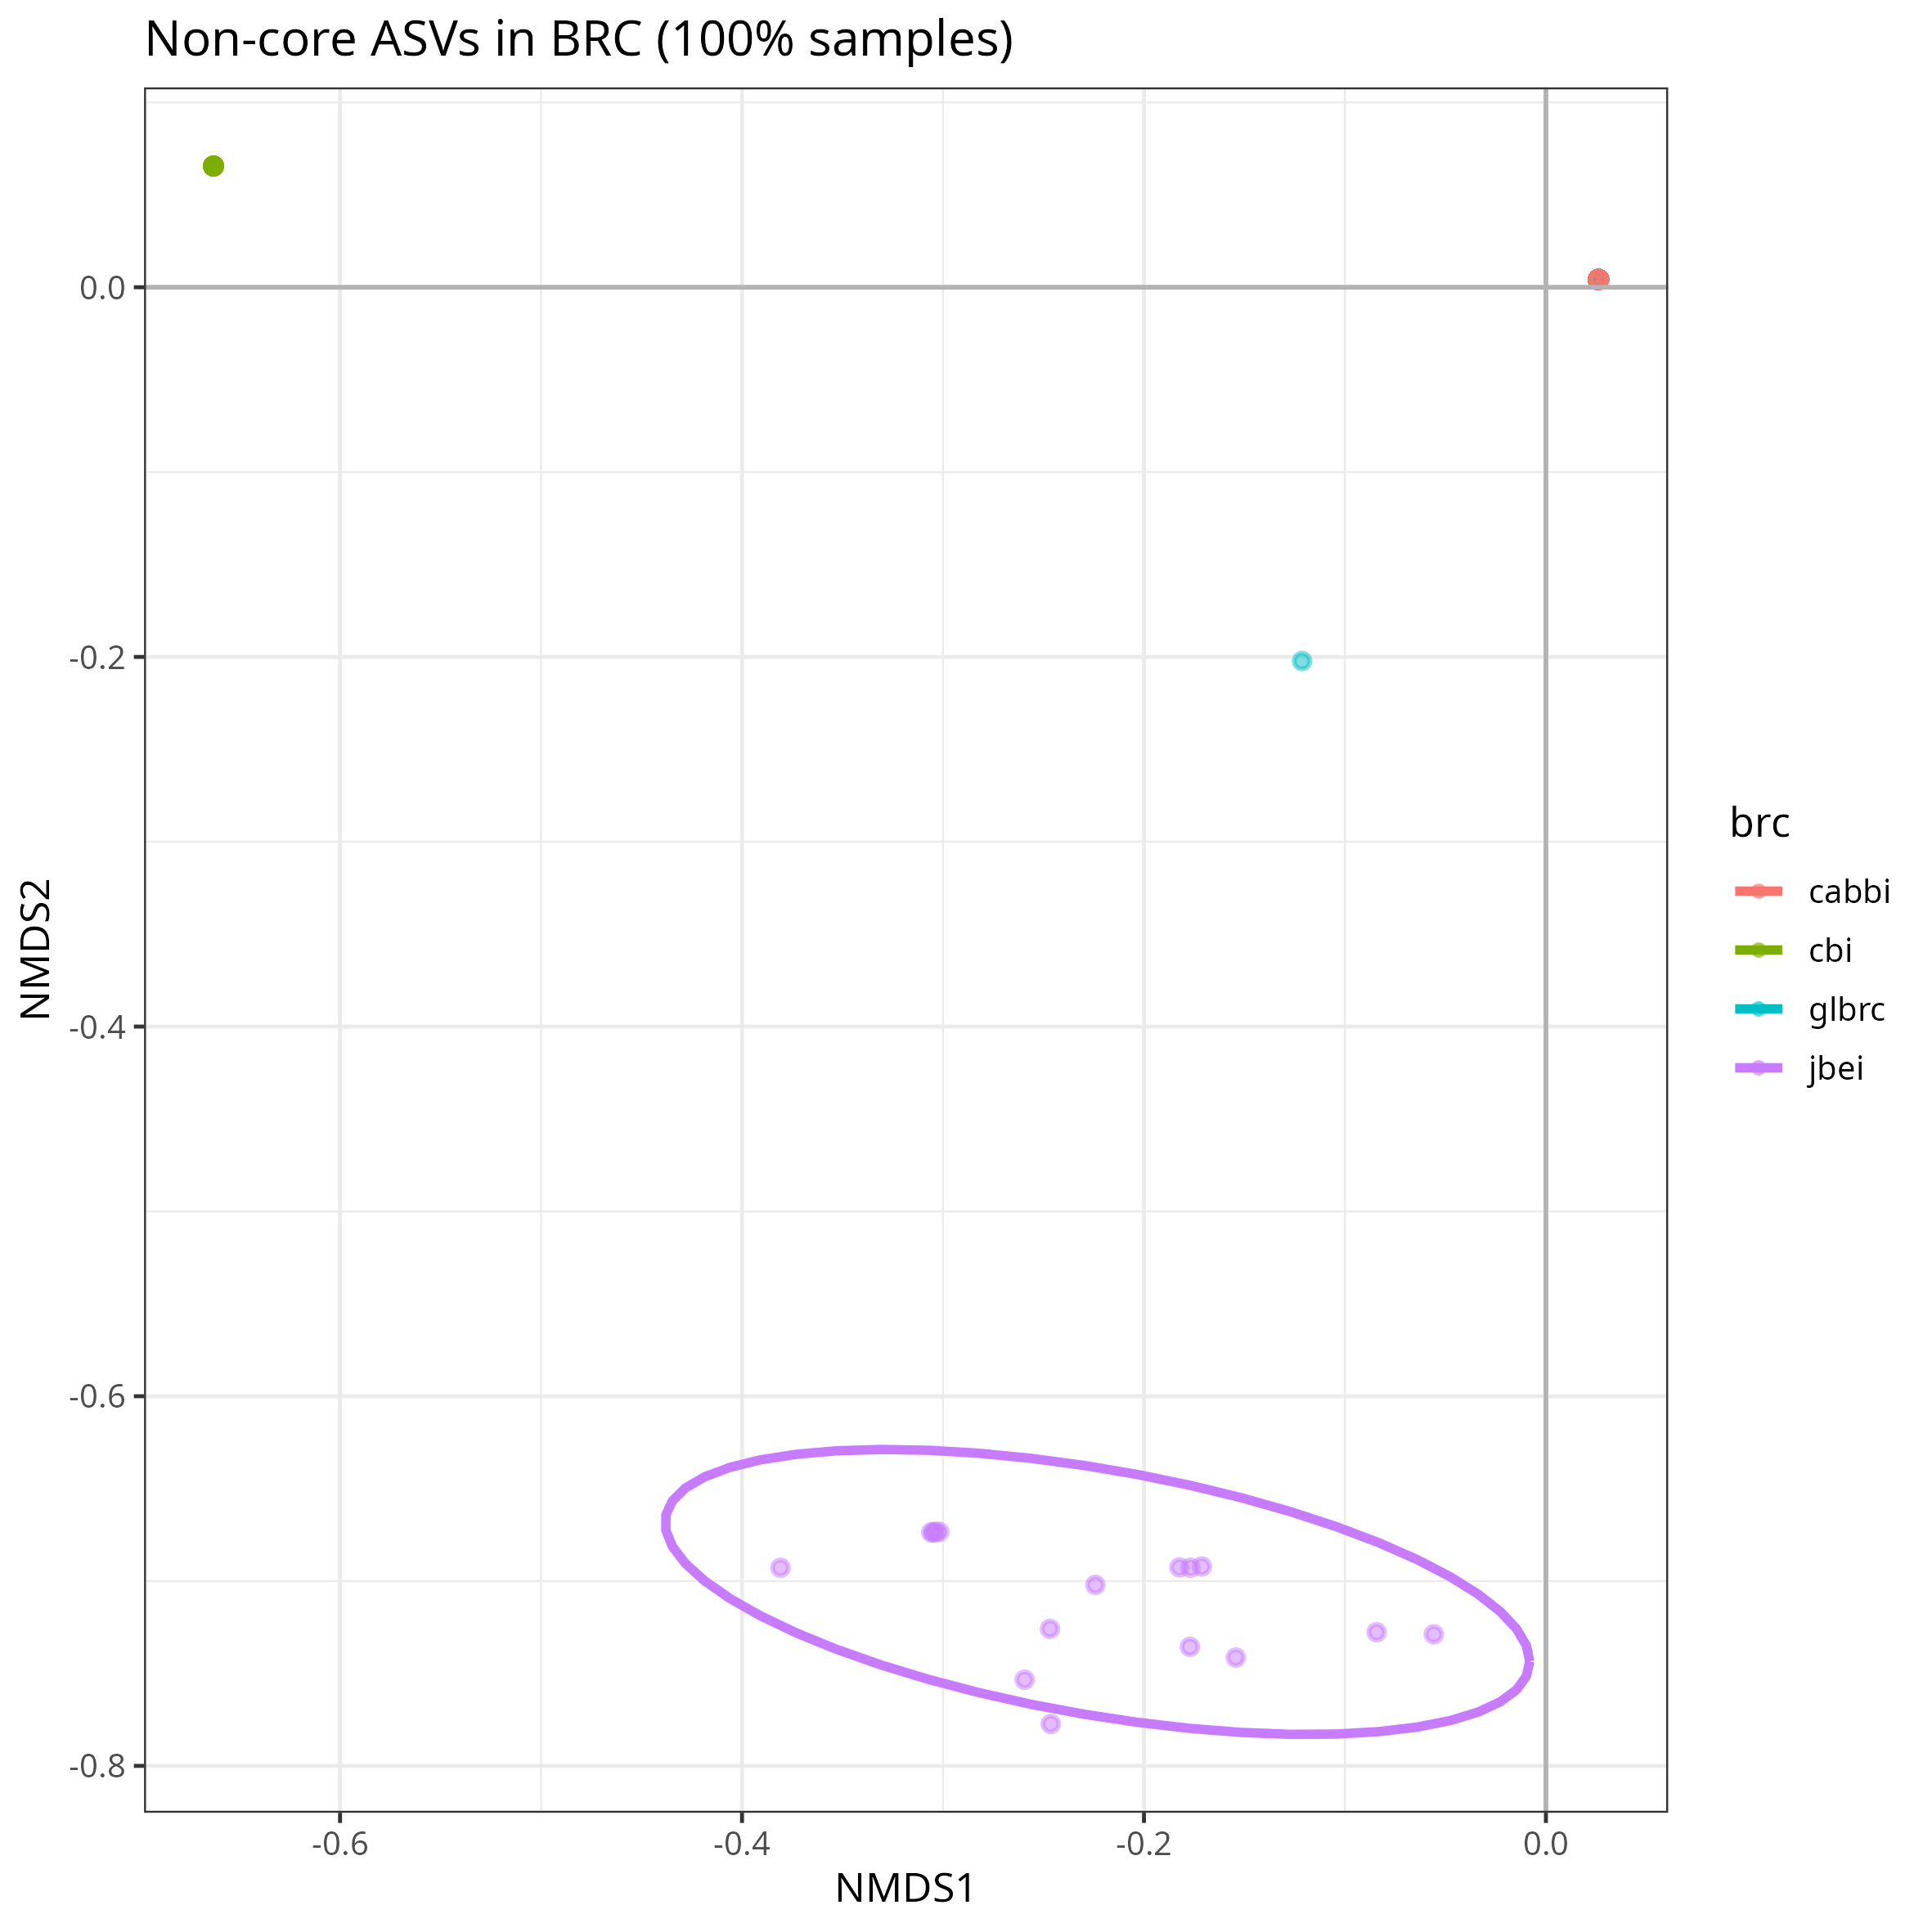 Non-core ASVs in BRC (100% samples)
0.0
-0.2
-0.4
-0.6
-0.8
NMDS2
-0.6
-0.4
-0.2
0.0
NMDS1
brc
cabbi
cbi
glbrc
jbei